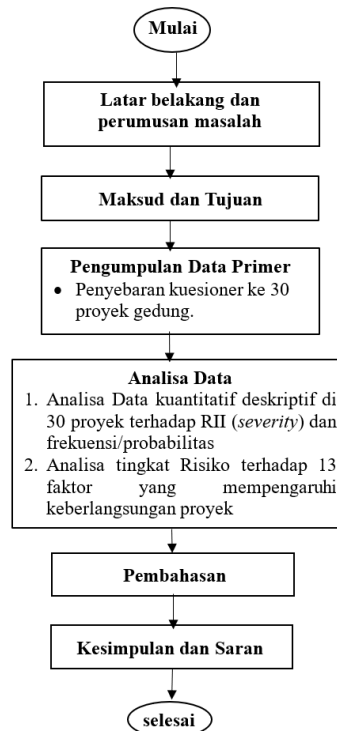 Mulai
Latar belakang dan
perumusan masalah
Maksud dan Tujuan
Pengumpulan Data Primer
• Penyebaran kuesioner ke 30
proyek gedung.
Analisa Data
1. Analisa Data kuantitatif deskriptif di
30 proyek terhadap RII (severity) dan
frekuensi/probabilitas
2. Analisa tingkat Risiko terhadap 13
faktor yang mempengaruhi
keberlangsungan proyek
Pembahasan
Kesimpulan dan Saran
selesai